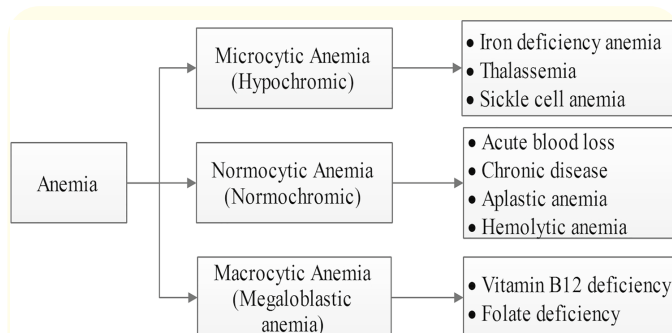 Anemia
Microcytic Anemia
(Hypochromic)
• Iron deficiency anemia
• Thalassemia
• Sickle cell anemia
Normocytic Anemia
(Normochromic)
• Acute blood loss
• Chronic disease
• Aplastic anemia
• Hemolytic anemia
Macrocytic Anemia
(Megaloblastic
anemia)
• Vitamin B12 deficiency
• Folate deficiency